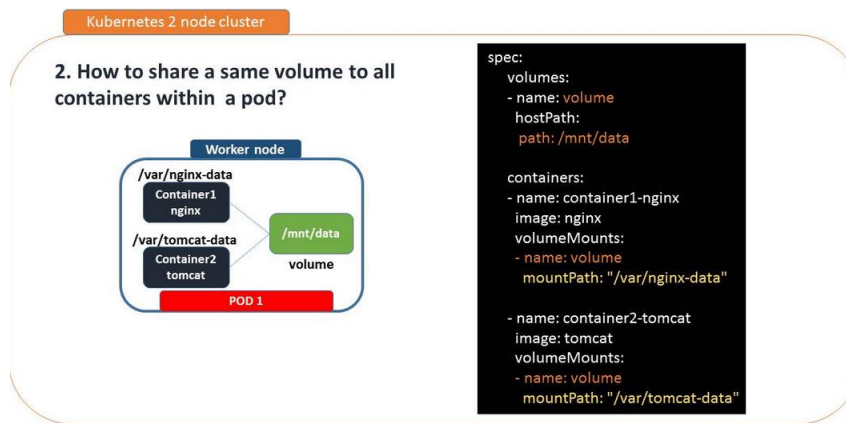 Kubernetes 2 node cluster
2. How to share a same volume to all
containers within a pod?
Worker node
/var/nginx-data
Container1
nginx
/var/tomcat-data
Container2
tomcat
/mnt/data
volume
POD 1
spec:
volumes:
- name: volume
hostPath:
path: /mnt/data
containers:
- name: container1-nginx
image: nginx
volumeMounts:
- name: volume
mountPath: "/var/nginx-data"
- name: container2-tomcat
image: tomcat
volumeMounts:
- name: volume
mountPath: "/var/tomcat-data"